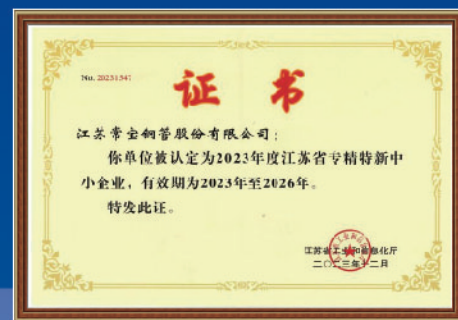 No. 20231347
证书
江苏常宝钢管股份有限公司：
你单位被认定为2023年度江苏省专精特新中
小企业，有效期为2023年至2026年。
特发此证。
江苏省工业和信息化厅
二〇二三年十二月